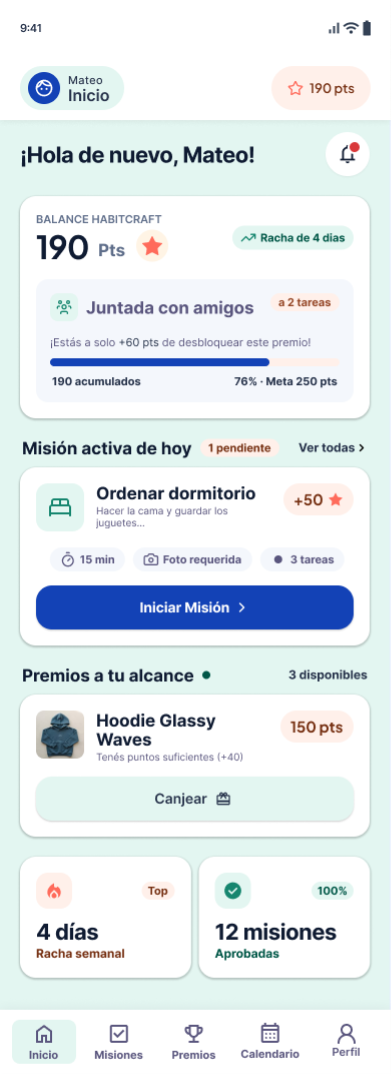 9:41
Mateo
Inicio
190 pts
¡Hola de nuevo, Mateo!
BALANCE HABITCRAFT
190 Pts
Racha de 4 dias
Juntada con amigos
a 2 tareas
¡Estás a solo +60 pts de desbloquear este premio!
190 acumulados
76% · Meta 250 pts
Misión activa de hoy
1 pendiente
Ver todas
Ordenar dormitorio
Hacer la cama y guardar los
juguetes...
+50
15 min
Foto requerida
3 tareas
Iniciar Misión
Premios a tu alcance
3 disponibles
Hoodie Glassy
Waves
Tenés puntos suficientes (+40)
150 pts
Canjear
Top
4 días
Racha semanal
100%
12 misiones
Aprobadas
Inicio
Misiones
Premios
Calendario
Perfil